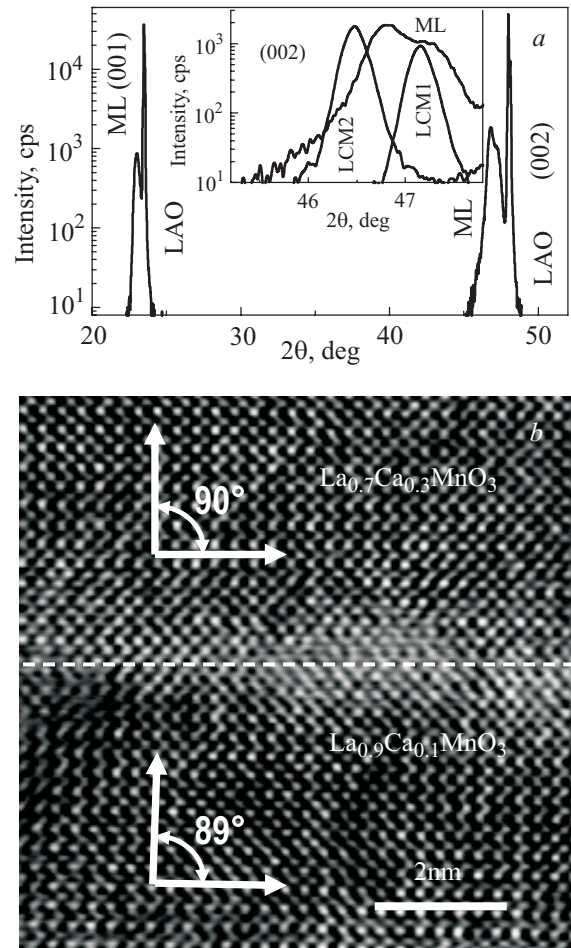 a
Intensity, cps
10⁴
10³
10²
10¹
ML (001)
LAO
(002)
Intensity, cps
10³
10²
10¹
LCM2
LCM1
ML
46
47
2θ, deg
ML
(002)
LAO
20
30
40
50
2θ, deg
b
La₀.₇Ca₀.₃MnO₃
90°
La₀.₉Ca₀.₁MnO₃
89°
2nm